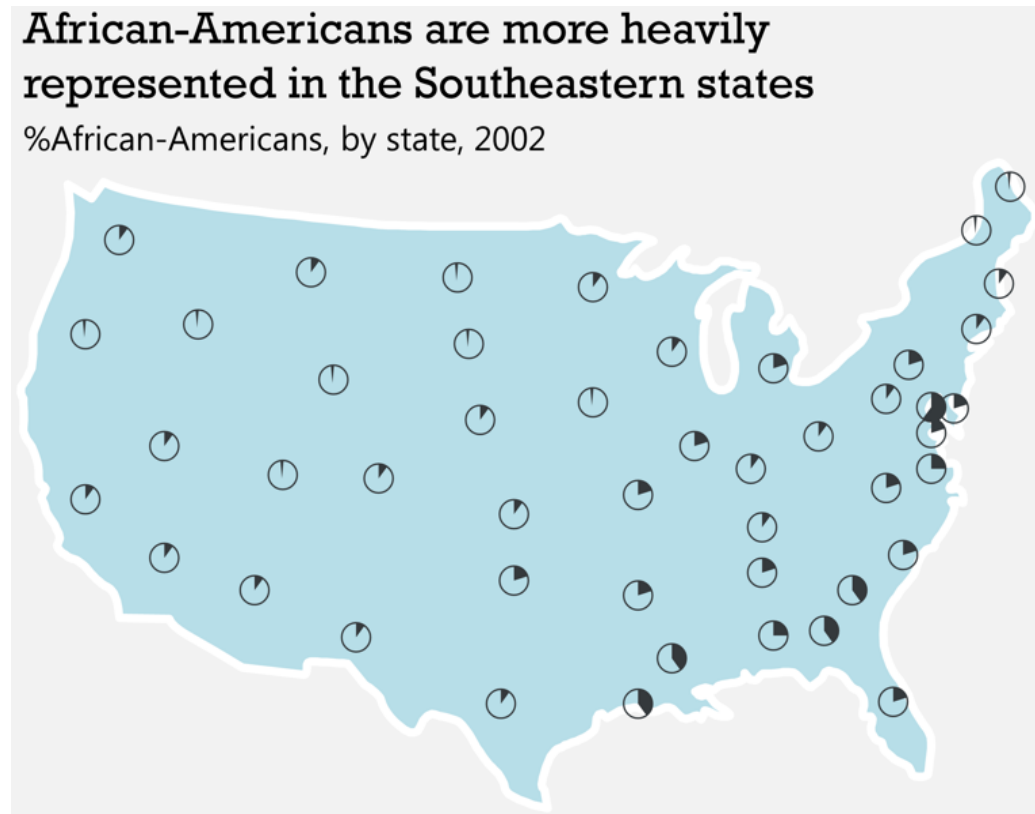 African-Americans are more heavily
represented in the Southeastern states
%African-Americans, by state, 2002